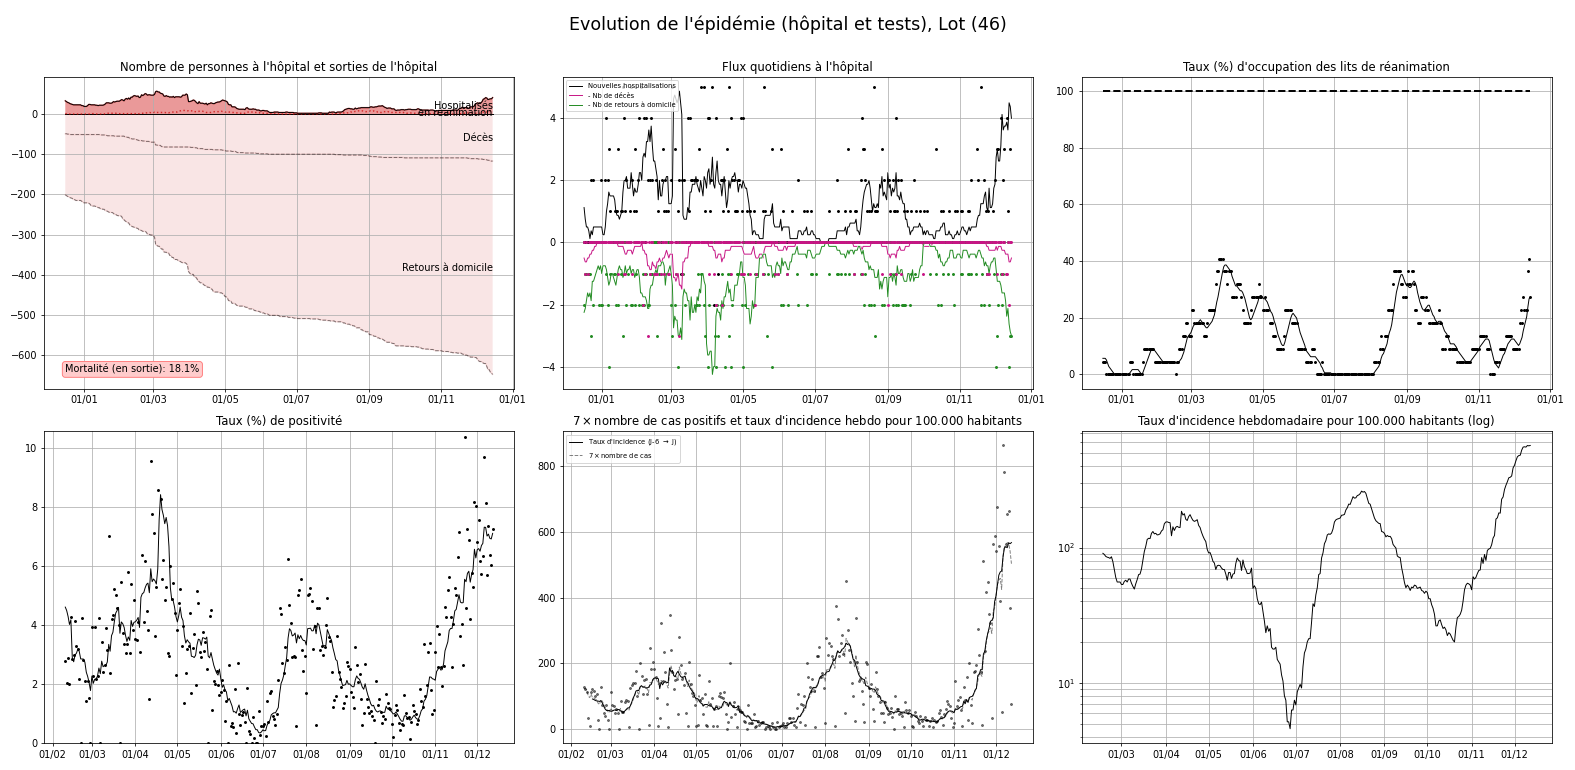 Evolution de l'épidémie (hôpital et tests), Lot (46)
Nombre de personnes à l'hôpital et sorties de l'hôpital
0
−100
−200
−300
−400
−500
−600
Hospitalisés
en réanimation
Décès
Retours à domicile
Mortalité (en sortie): 18.1%
01/01 01/03 01/05 01/07 01/09 01/11 01/01
Flux quotidiens à l'hôpital
Nouvelles hospitalisations
- Nb de décès
- Nb de retours à domicile
4
2
0
−2
−4
01/01 01/03 01/05 01/07 01/09 01/11 01/01
Taux (%) d'occupation des lits de réanimation
100
80
60
40
20
0
01/01 01/03 01/05 01/07 01/09 01/11 01/01
Taux (%) de positivité
10
8
6
4
2
0
01/02 01/03 01/04 01/05 01/06 01/07 01/08 01/09 01/10 01/11 01/12
7 × nombre de cas positifs et taux d'incidence hebdo pour 100.000 habitants
Taux d'incidence (J-6 → J)
7 × nombre de cas
800
600
400
200
0
01/02 01/03 01/04 01/05 01/06 01/07 01/08 01/09 01/10 01/11 01/12
Taux d'incidence hebdomadaire pour 100.000 habitants (log)
10²
10¹
01/03 01/04 01/05 01/06 01/07 01/08 01/09 01/10 01/11 01/12